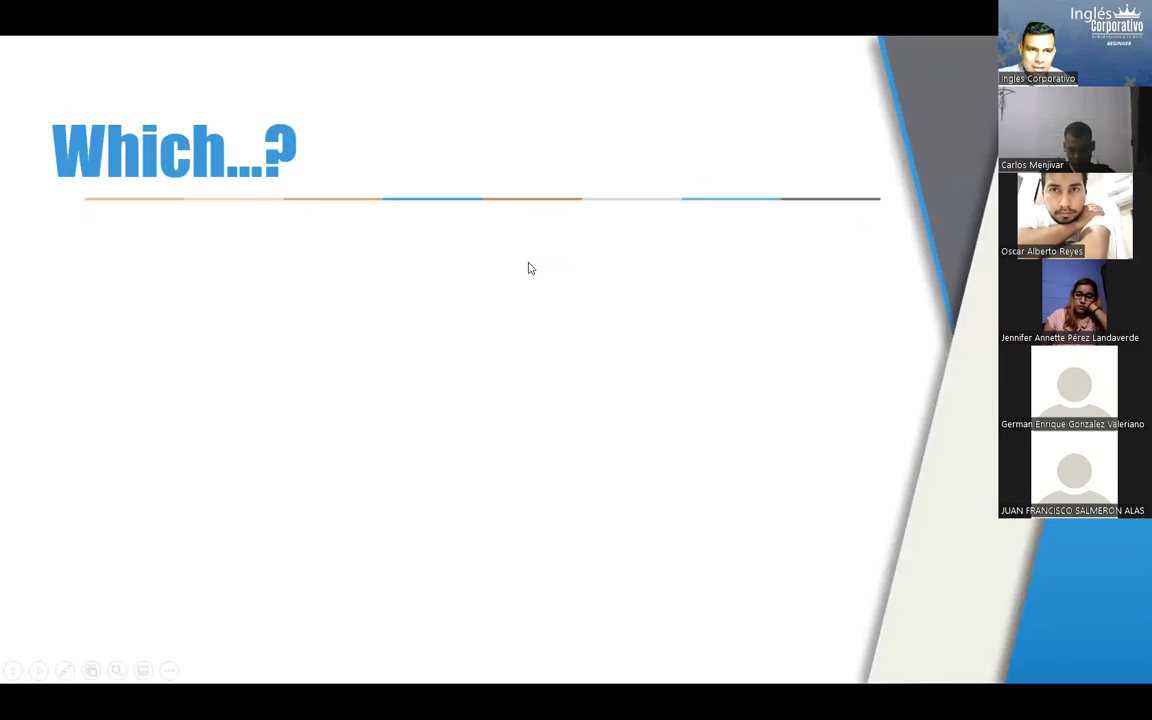 Which...?
Inglés
Corporativo
BEGINNER
Ingles Corporativo
Carlos Menjivar
Oscar Alberto Reyes
Jennifer Annette Pérez Landaverde
German Enrique Gonzalez Valeriano
JUAN FRANCISCO SALMERON ALAS